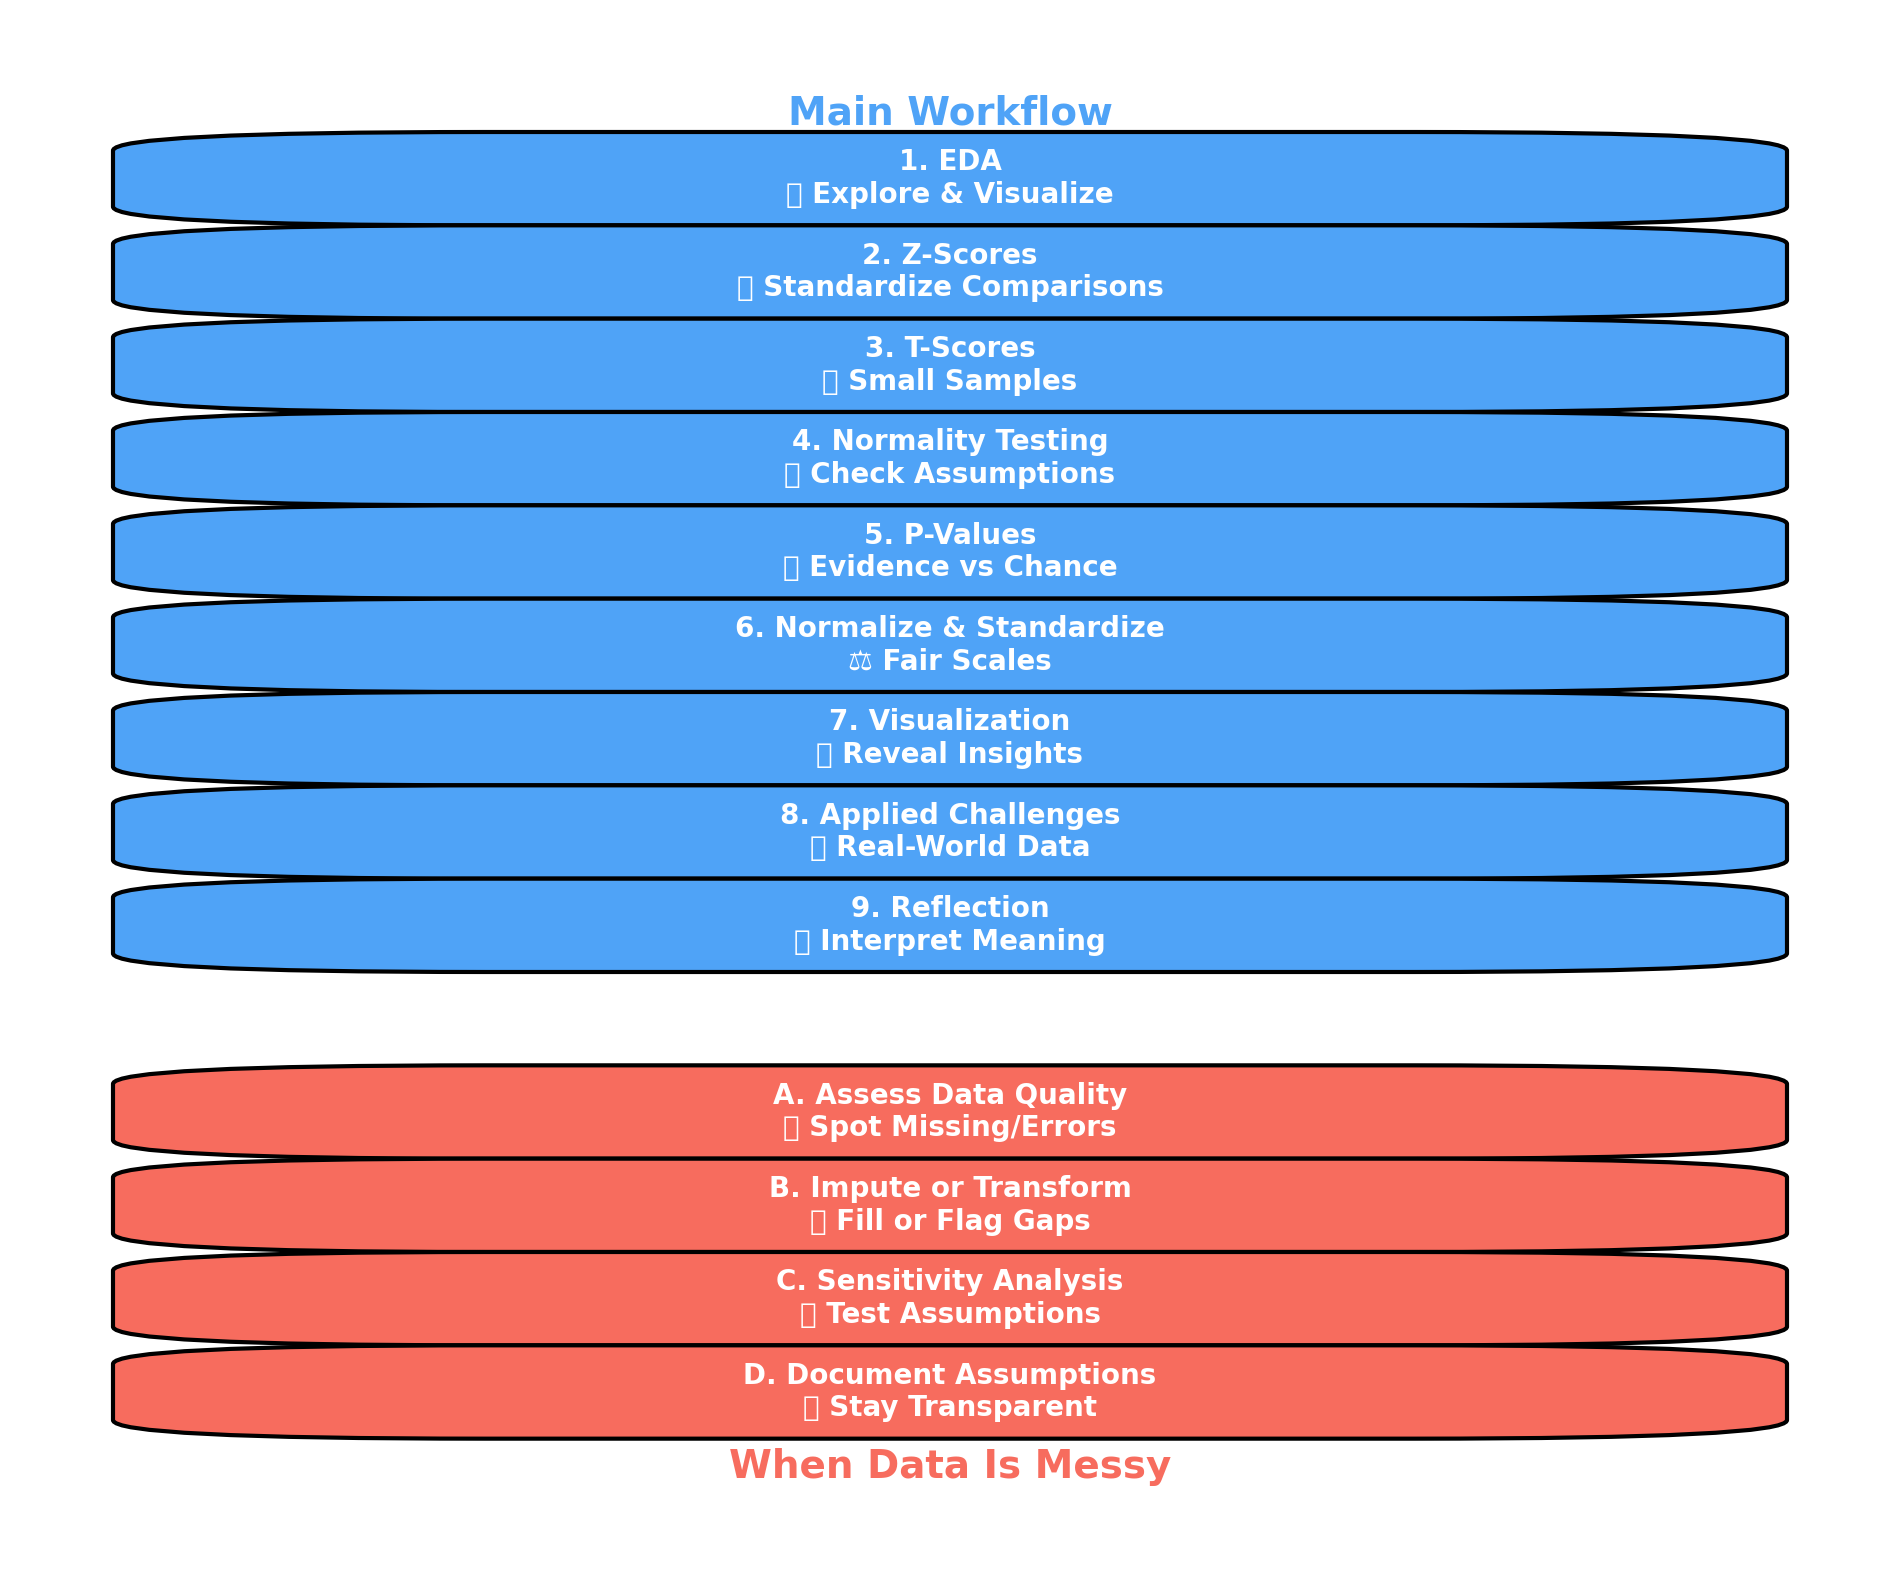 Main Workflow
1. EDA
▯ Explore & Visualize
2. Z-Scores
▯ Standardize Comparisons
3. T-Scores
▯ Small Samples
4. Normality Testing
▯ Check Assumptions
5. P-Values
▯ Evidence vs Chance
6. Normalize & Standardize
⚖ Fair Scales
7. Visualization
▯ Reveal Insights
8. Applied Challenges
▯ Real-World Data
9. Reflection
▯ Interpret Meaning
A. Assess Data Quality
▯ Spot Missing/Errors
B. Impute or Transform
▯ Fill or Flag Gaps
C. Sensitivity Analysis
▯ Test Assumptions
D. Document Assumptions
▯ Stay Transparent
When Data Is Messy